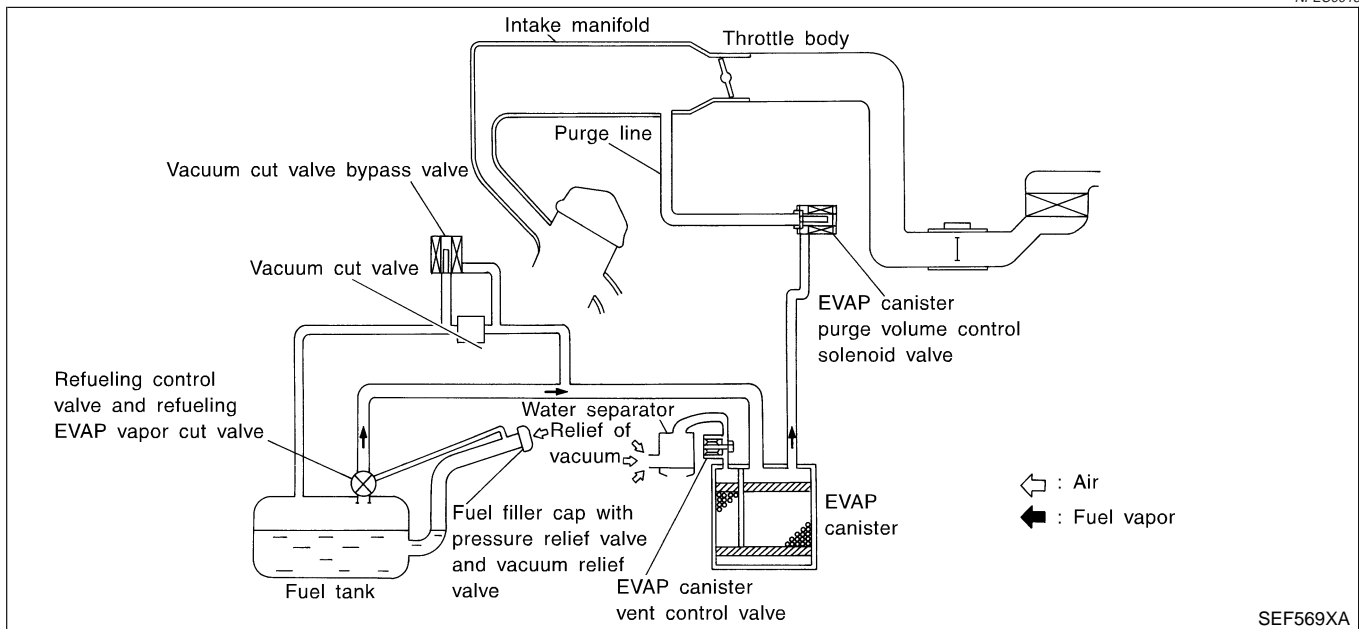 Intake manifold
Throttle body
Purge line
Vacuum cut valve bypass valve
Vacuum cut valve
EVAP canister
purge volume control
solenoid valve
Refueling control
valve and refueling
EVAP vapor cut valve
Water separator
Relief of
vacuum
Fuel filler cap with
pressure relief valve
and vacuum relief
valve
EVAP
canister
: Air
: Fuel vapor
Fuel tank
EVAP canister
vent control valve
SEF569XA